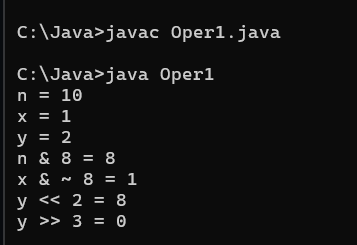 C:\Java>javac Oper1.java
C:\Java>java Oper1
n = 10
x = 1
y = 2
n & 8 = 8
x & ~ 8 = 1
y << 2 = 8
y >> 3 = 0